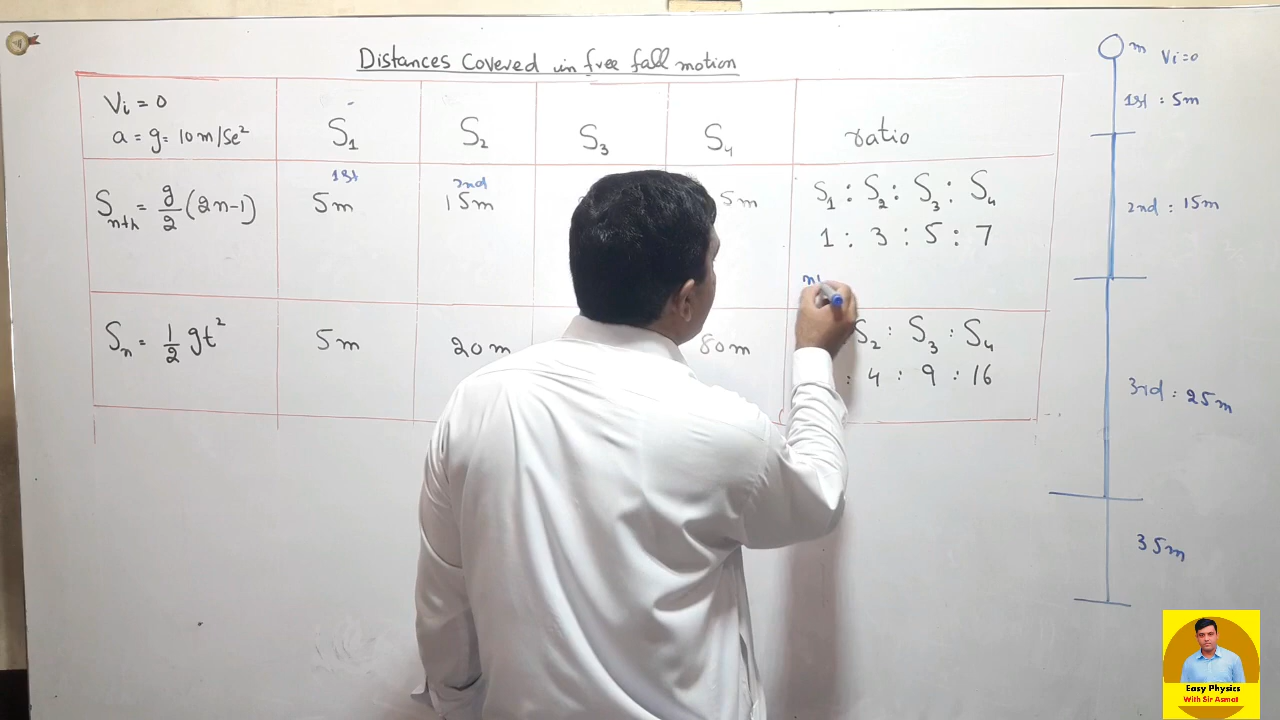 Distances Covered in free fall motion
Vi = 0
a = g = 10 m/Se²
S₁
S₂
S₃
S₄
ratio
Sₙₜₕ = g/2 (2n-1)
1st
5m
2nd
15m
5m
S₁ : S₂ : S₃ : S₄
1 : 3 : 5 : 7
Sₙ = 1/2 gt²
5m
20m
80m
S₂ : S₃ : S₄
: 4 : 9 : 16
m Vi=0
1st : 5m
2nd : 15m
3rd : 25m
35m
Easy Physics
With Sir Asmat